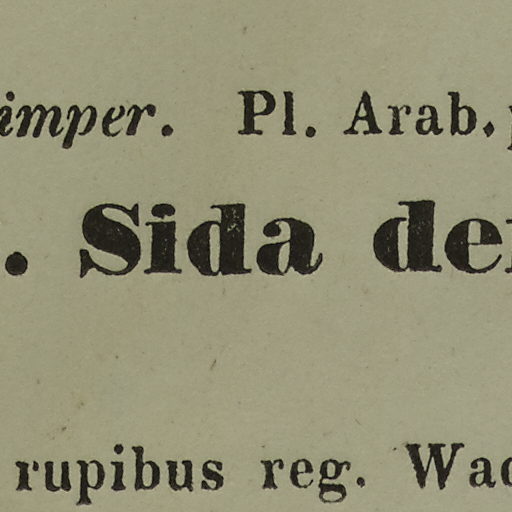 imper. Pl. Arab.
. Sida de
rupibus reg. Wad